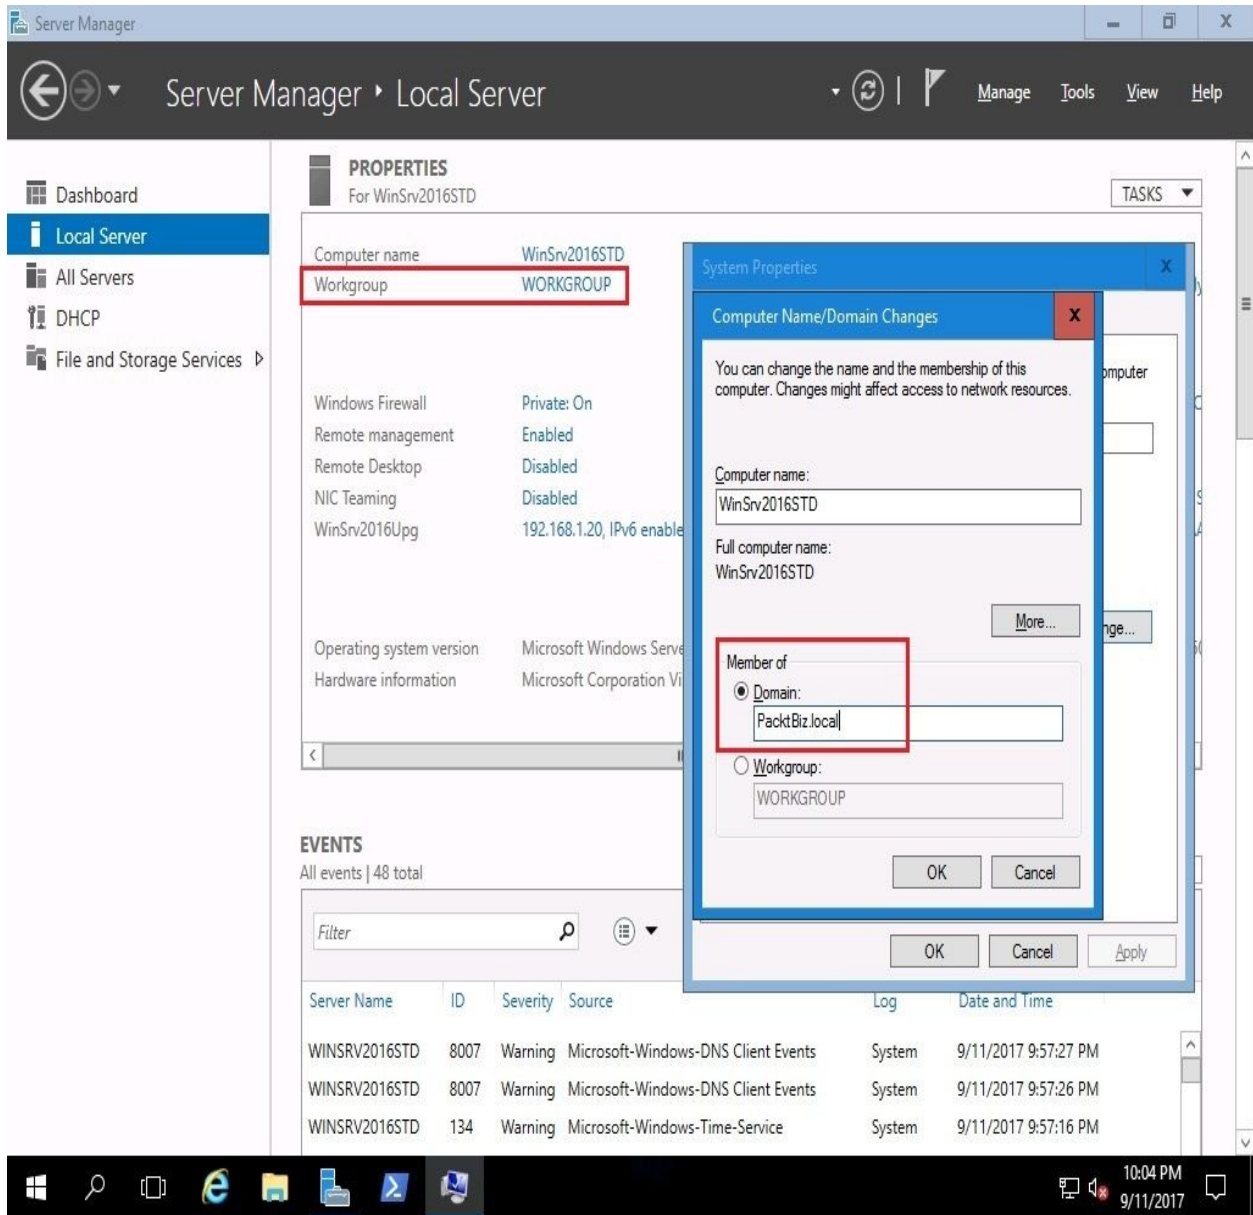 Server Manager
Server Manager • Local Server
Manage Tools View Help
Dashboard
Local Server
All Servers
DHCP
File and Storage Services
PROPERTIES
For WinSrv2016STD
TASKS
Computer name WinSrv2016STD
Workgroup WORKGROUP
Windows Firewall Private: On
Remote management Enabled
Remote Desktop Disabled
NIC Teaming Disabled
WinSrv2016Upg 192.168.1.20, IPv6 enable
Operating system version Microsoft Windows Serve
Hardware information Microsoft Corporation Vi
System Properties
Computer Name/Domain Changes
You can change the name and the membership of this
computer. Changes might affect access to network resources.
Computer name:
WinSrv2016STD
Full computer name:
WinSrv2016STD
More...
Member of
Domain:
PacktBiz.local
Workgroup:
WORKGROUP
OK Cancel
omputer
nge...
OK Cancel Apply
EVENTS
All events | 48 total
Filter
Server Name ID Severity Source Log Date and Time
WINSRV2016STD 8007 Warning Microsoft-Windows-DNS Client Events System 9/11/2017 9:57:27 PM
WINSRV2016STD 8007 Warning Microsoft-Windows-DNS Client Events System 9/11/2017 9:57:26 PM
WINSRV2016STD 134 Warning Microsoft-Windows-Time-Service System 9/11/2017 9:57:16 PM
10:04 PM
9/11/2017